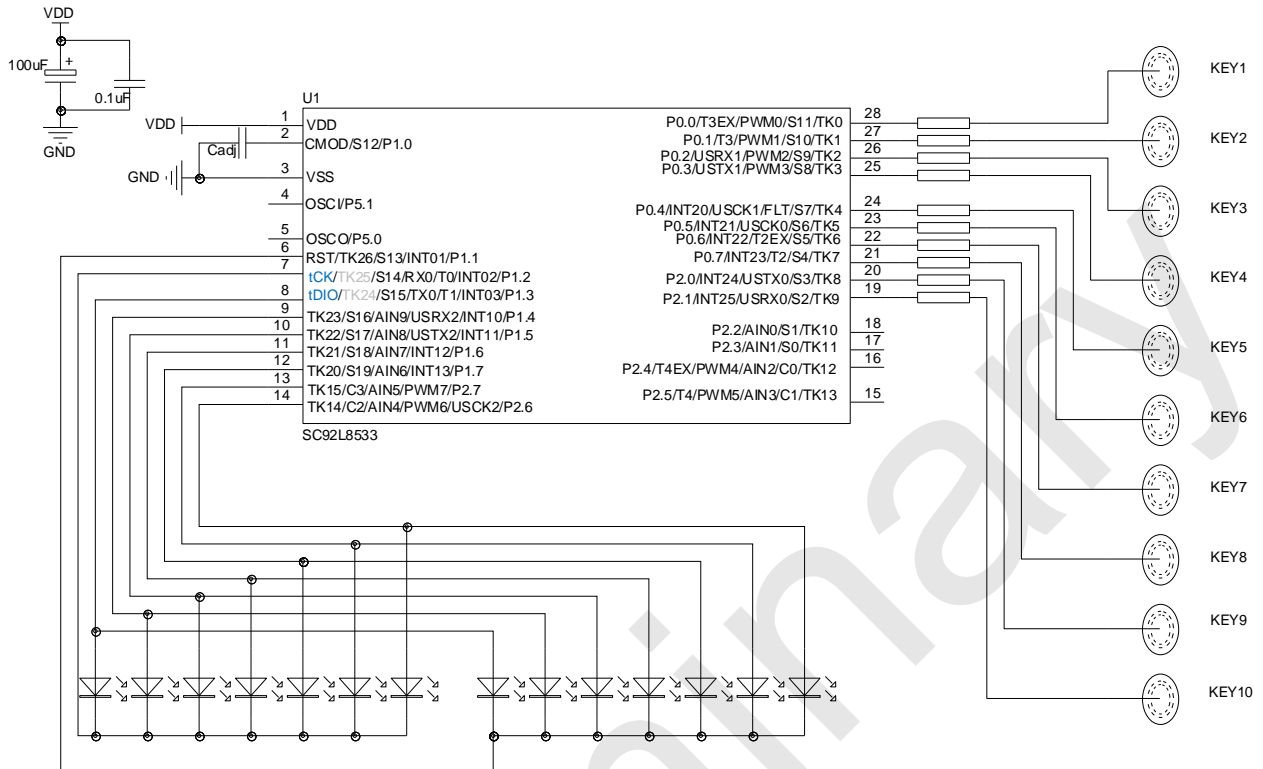 VDD
100uF
+
0.1uF
GND
U1
VDD
1
VDD
Cadj
2
CMOD/S12/P1.0
GND
3
VSS
4
OSCI/P5.1
5
OSCO/P5.0
6
RST/TK26/S13/INT01/P1.1
7
tCK/TK25/S14/RX0/T0/INT02/P1.2
8
tDIO/TK24/S15/TX0/T1/INT03/P1.3
9
TK23/S16/AIN9/USRX2/INT10/P1.4
10
TK22/S17/AIN8/USTX2/INT11/P1.5
11
TK21/S18/AIN7/INT12/P1.6
12
TK20/S19/AIN6/INT13/P1.7
13
TK15/C3/AIN5/PWM7/P2.7
14
TK14/C2/AIN4/PWM6/USCK2/P2.6
SC92L8533
P0.0/T3EX/PWM0/S11/TK0
28
P0.1/T3/PWM1/S10/TK1
27
P0.2/USRX1/PWM2/S9/TK2
26
P0.3/USTX1/PWM3/S8/TK3
25
P0.4/INT20/USCK1/FLT/S7/TK4
24
P0.5/INT21/USCK0/S6/TK5
23
P0.6/INT22/T2EX/S5/TK6
22
P0.7/INT23/T2/S4/TK7
21
P2.0/INT24/USTX0/S3/TK8
20
P2.1/INT25/USRX0/S2/TK9
19
P2.2/AIN0/S1/TK10
18
P2.3/AIN1/S0/TK11
17
P2.4/T4EX/PWM4/AIN2/C0/TK12
16
P2.5/T4/PWM5/AIN3/C1/TK13
15
KEY1
KEY2
KEY3
KEY4
KEY5
KEY6
KEY7
KEY8
KEY9
KEY10
inary